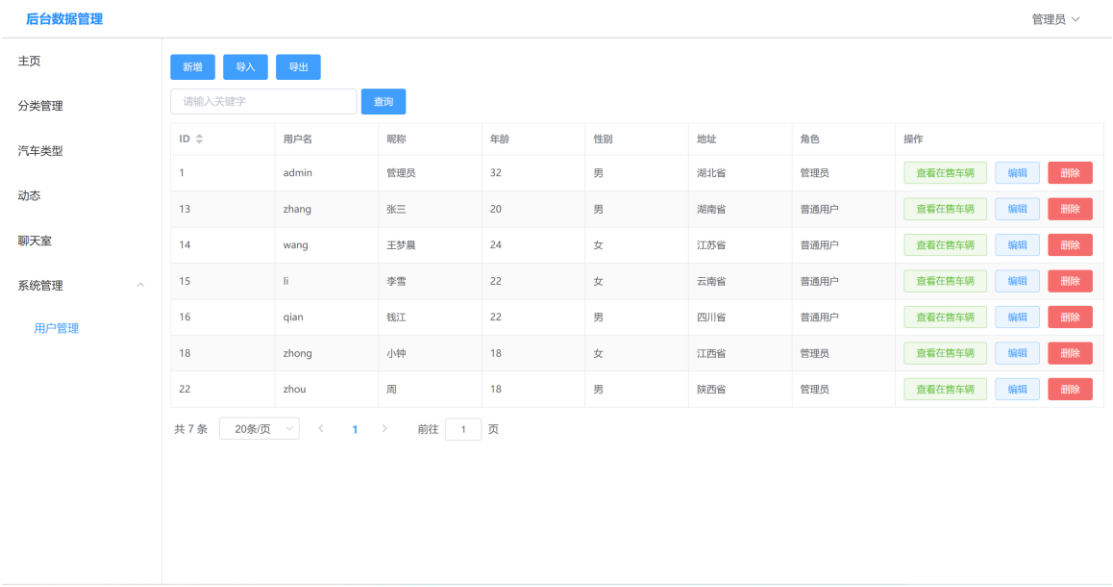 后台数据管理 管理员
主页
分类管理
汽车类型
动态
聊天室
系统管理
用户管理
新增 导入 导出
请输入关键字 查询
ID 用户名 昵称 年龄 性别 地址 角色 操作
1 admin 管理员 32 男 湖北省 管理员 查看在售车辆 编辑 删除
13 zhang 张三 20 男 湖南省 普通用户 查看在售车辆 编辑 删除
14 wang 王梦晨 24 女 江苏省 普通用户 查看在售车辆 编辑 删除
15 li 李雪 22 女 云南省 普通用户 查看在售车辆 编辑 删除
16 qian 钱江 22 男 四川省 普通用户 查看在售车辆 编辑 删除
18 zhong 小钟 18 女 江西省 管理员 查看在售车辆 编辑 删除
22 zhou 周 18 男 陕西省 管理员 查看在售车辆 编辑 删除
共 7 条 20条/页 1 前往 1 页